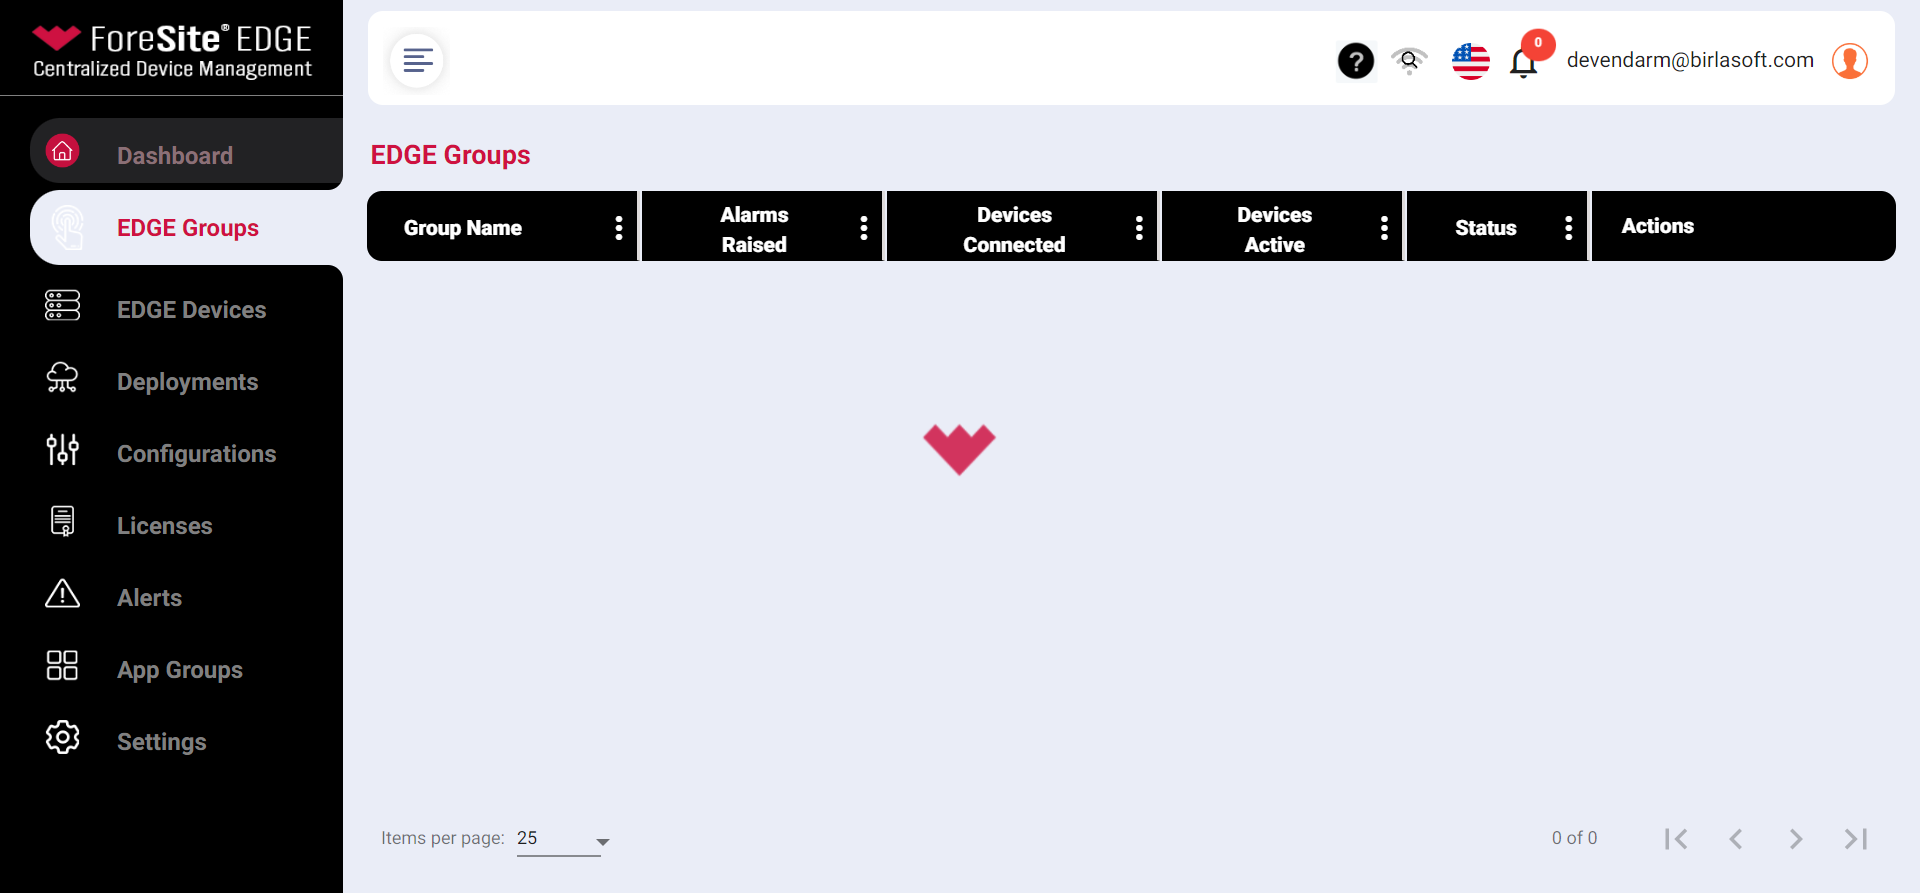 ForeSite® EDGE
Centralized Device Management
?
0
devendarm@birlasoft.com
Dashboard
EDGE Groups
EDGE Devices
Deployments
Configurations
Licenses
Alerts
App Groups
Settings
EDGE Groups
Group Name
Alarms
Raised
Devices
Connected
Devices
Active
Status
Actions
Items per page: 25
0 of 0